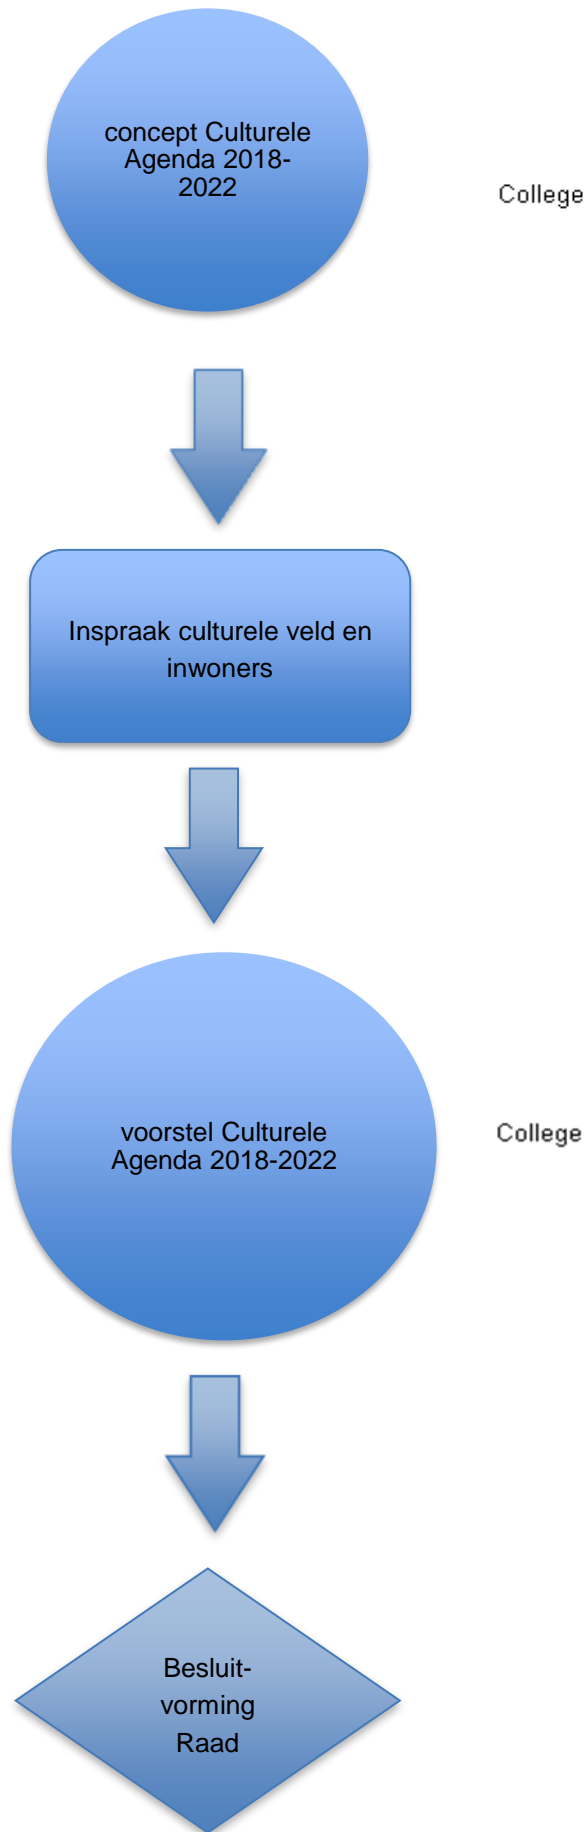 concept Culturele
Agenda 2018-
2022
College
Inspraak culturele veld en
inwoners
voorstel Culturele
Agenda 2018-2022
College
Besluit-
vorming
Raad